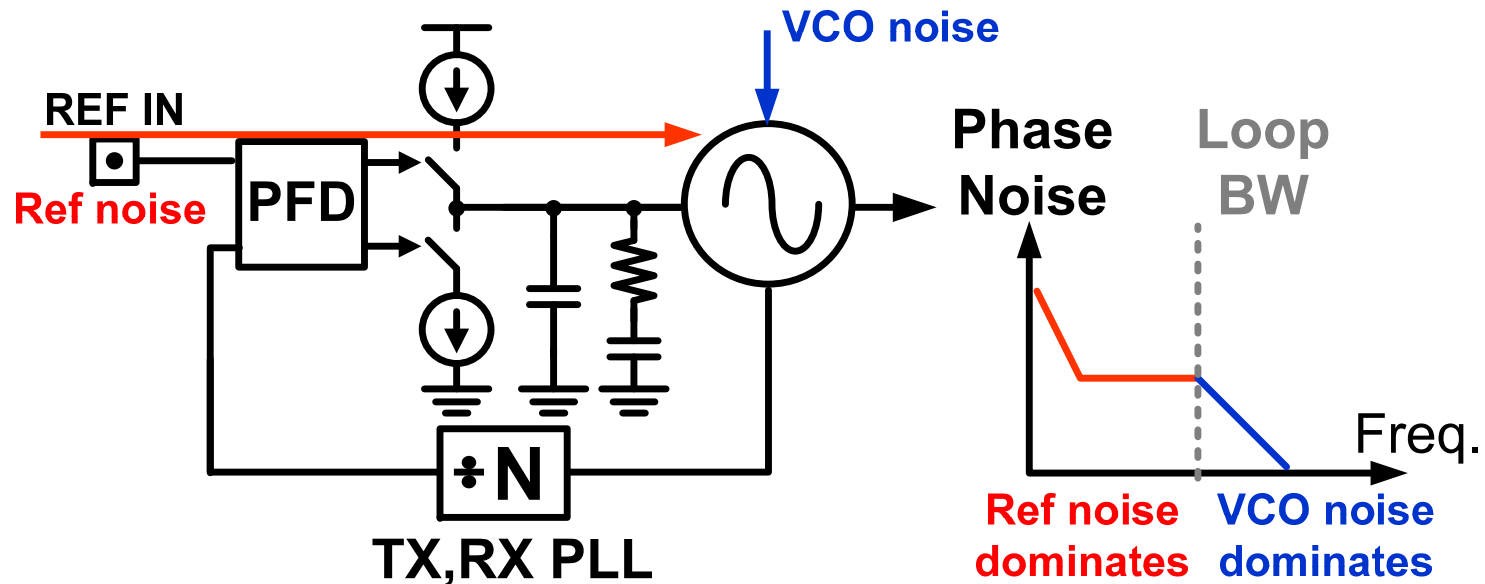 VCO noise
REF IN
Ref noise
PFD
÷ N
TX,RX PLL
Phase
Noise
Loop
BW
Freq.
Ref noise
dominates
VCO noise
dominates